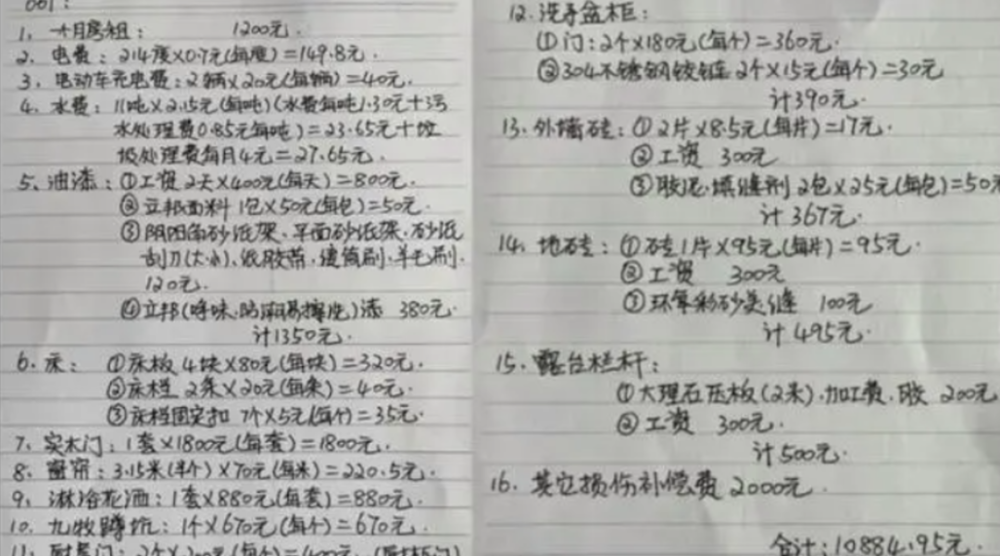 001：
1、一个月房租： 1200元.
2、电费：214度×0.7元(每度)=149.8元.
3、电动车充电费：2辆×20元(每辆)=40元.
4、水费：11吨×2.15元(每吨)(水费每吨1.30元+污
水处理费0.85元每吨)=23.65元+垃
圾处理费每月4元=27.65元.
5、油漆：①工资 2天×400元(每天)=800元.
②立邦面料 1包×50元(每包)=50元.
③阴阳角砂纸架、平面砂纸架、砂纸
刮刀(大小)、纸胶带、滚筒刷、羊毛刷.
120元.
④立邦(呼味、 易擦洗)漆 380元.
计1350元.
6、床：①床板 4块×80元(每块)=320元.
②床档 2条×20元(每条)=40元.
③床档固定扣 7个×5元(每个)=35元.
7、实木门：1套×1800元(每套)=1800元.
8、窗帘：3.15米(半个)×70元(每米)=220.5元.
9、淋浴花洒：1套×880元(每套)=880元.
10、九牧蹲坑：1个×670元(每个)=670元.
11、厨房门：2个×200元(每个)=400元.
12.洗手盆柜：
①门：2个×180元(每个)=360元
②304不锈钢铰链 2个×15元(每个)=30元
计390元.
13.外墙砖：①2片×8.5元(每片)=17元.
②工资 300元
③胶泥、填缝剂 2包×25元(每包)=50元
计367元.
14.地砖：①砖1片×95元(每片)=95元.
②工资 300元
③环氧彩砂美缝 100元
计495元.
15.露台栏杆：
①大理石压板(2米)、加工费、胶 200元
②工资 300元.
计500元.
16.其它损伤补偿费 2000元.
合计：10884.95元.